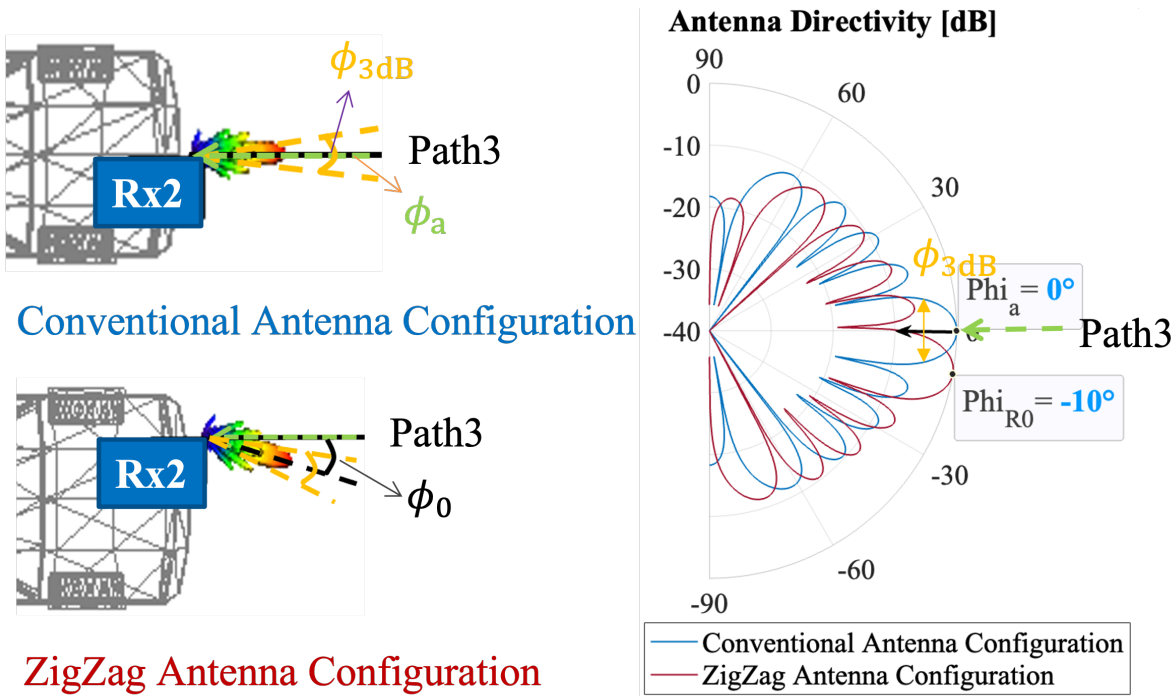 ϕ3dB
Path3
Rx2
ϕa
Conventional Antenna Configuration
Path3
Rx2
ϕ0
ZigZag Antenna Configuration
Antenna Directivity [dB]
90
0
60
-10
30
-20
-30
ϕ3dB
Phia= 0°
-40
0
Path3
PhiR0= -10°
-30
-60
-90
Conventional Antenna Configuration
ZigZag Antenna Configuration